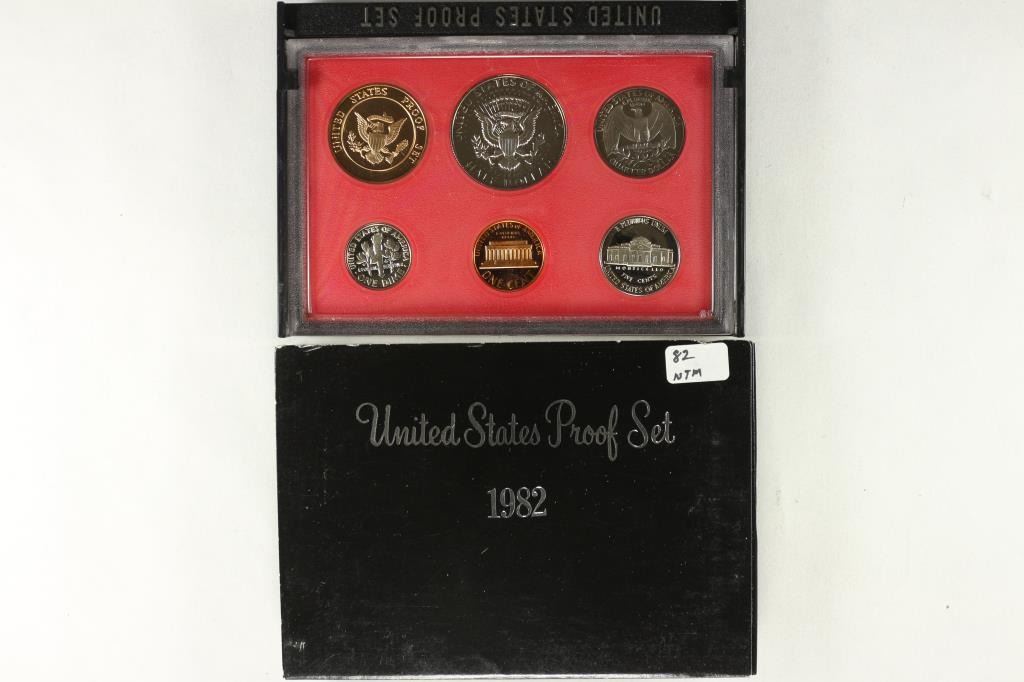 UNITED STATES PROOF SET
UNITED STATES PROOF SET
UNITED STATES OF AMERICA
HALF DOLLAR
UNITED STATES OF AMERICA
QUARTER DOLLAR
UNITED STATES OF AMERICA
ONE DIME
UNITED STATES OF AMERICA
ONE CENT
E PLURIBUS UNUM
MONTICELLO
FIVE CENTS
UNITED STATES OF AMERICA
82
NTM
United States Proof Set
1982